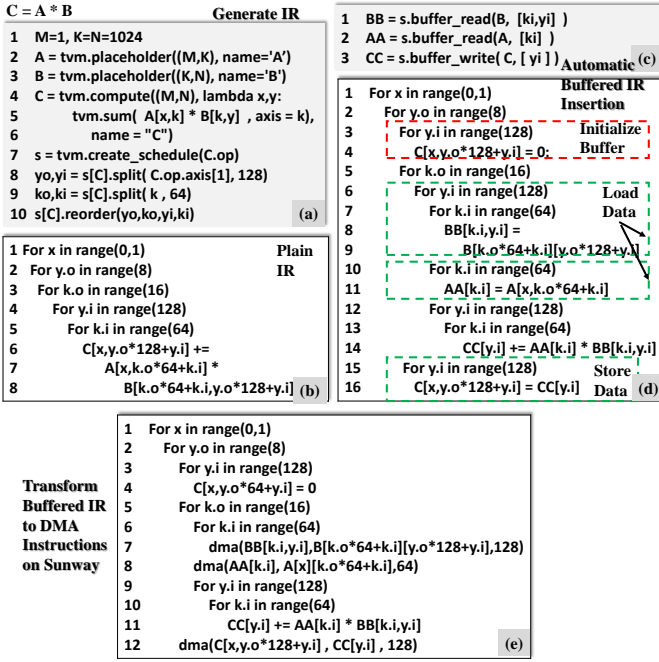 C = A * B
Generate IR
1 M=1, K=N=1024
2 A = tvm.placeholder((M,K), name='A')
3 B = tvm.placeholder((K,N), name='B')
4 C = tvm.compute((M,N), lambda x,y:
5 tvm.sum( A[x,k] * B[k,y] , axis = k),
6 name = "C")
7 s = tvm.create_schedule(C.op)
8 yo,yi = s[C].split( C.op.axis[1], 128)
9 ko,ki = s[C].split( k , 64)
10 s[C].reorder(yo,ko,yi,ki)
(a)
1 For x in range(0,1)
2 For y.o in range(8)
3 For k.o in range(16)
4 For y.i in range(128)
5 For k.i in range(64)
6 C[x,y.o*128+y.i] +=
7 A[x,k.o*64+k.i] *
8 B[k.o*64+k.i,y.o*128+y.i]
Plain
IR
(b)
1 BB = s.buffer_read(B, [ki,yi] )
2 AA = s.buffer_read(A, [ki] )
3 CC = s.buffer_write( C, [ yi ] )
(c)
Automatic
Buffered IR
Insertion
1 For x in range(0,1)
2 For y.o in range(8)
3 For y.i in range(128)
4 C[x,y.o*128+y.i] = 0;
Initialize
Buffer
5 For k.o in range(16)
6 For y.i in range(128)
7 For k.i in range(64)
8 BB[k.i,y.i] =
9 B[k.o*64+k.i][y.o*128+y.i]
Load
Data
10 For k.i in range(64)
11 AA[k.i] = A[x,k.o*64+k.i]
12 For y.i in range(128)
13 For k.i in range(64)
14 CC[y.i] += AA[k.i] * BB[k.i,y.i]
15 For y.i in range(128)
16 C[x,y.o*128+y.i] = CC[y.i]
Store
Data
(d)
Transform
Buffered IR
to DMA
Instructions
on Sunway
1 For x in range(0,1)
2 For y.o in range(8)
3 For y.i in range(128)
4 C[x,y.o*64+y.i] = 0
5 For k.o in range(16)
6 For k.i in range(64)
7 dma(BB[k.i,y.i],B[k.o*64+k.i][y.o*128+y.i],128)
8 dma(AA[k.i], A[x][k.o*64+k.i],64)
9 For y.i in range(128)
10 For k.i in range(64)
11 CC[y.i] += AA[k.i] * BB[k.i,y.i]
12 dma(C[x,y.o*128+y.i] , CC[y.i] , 128)
(e)